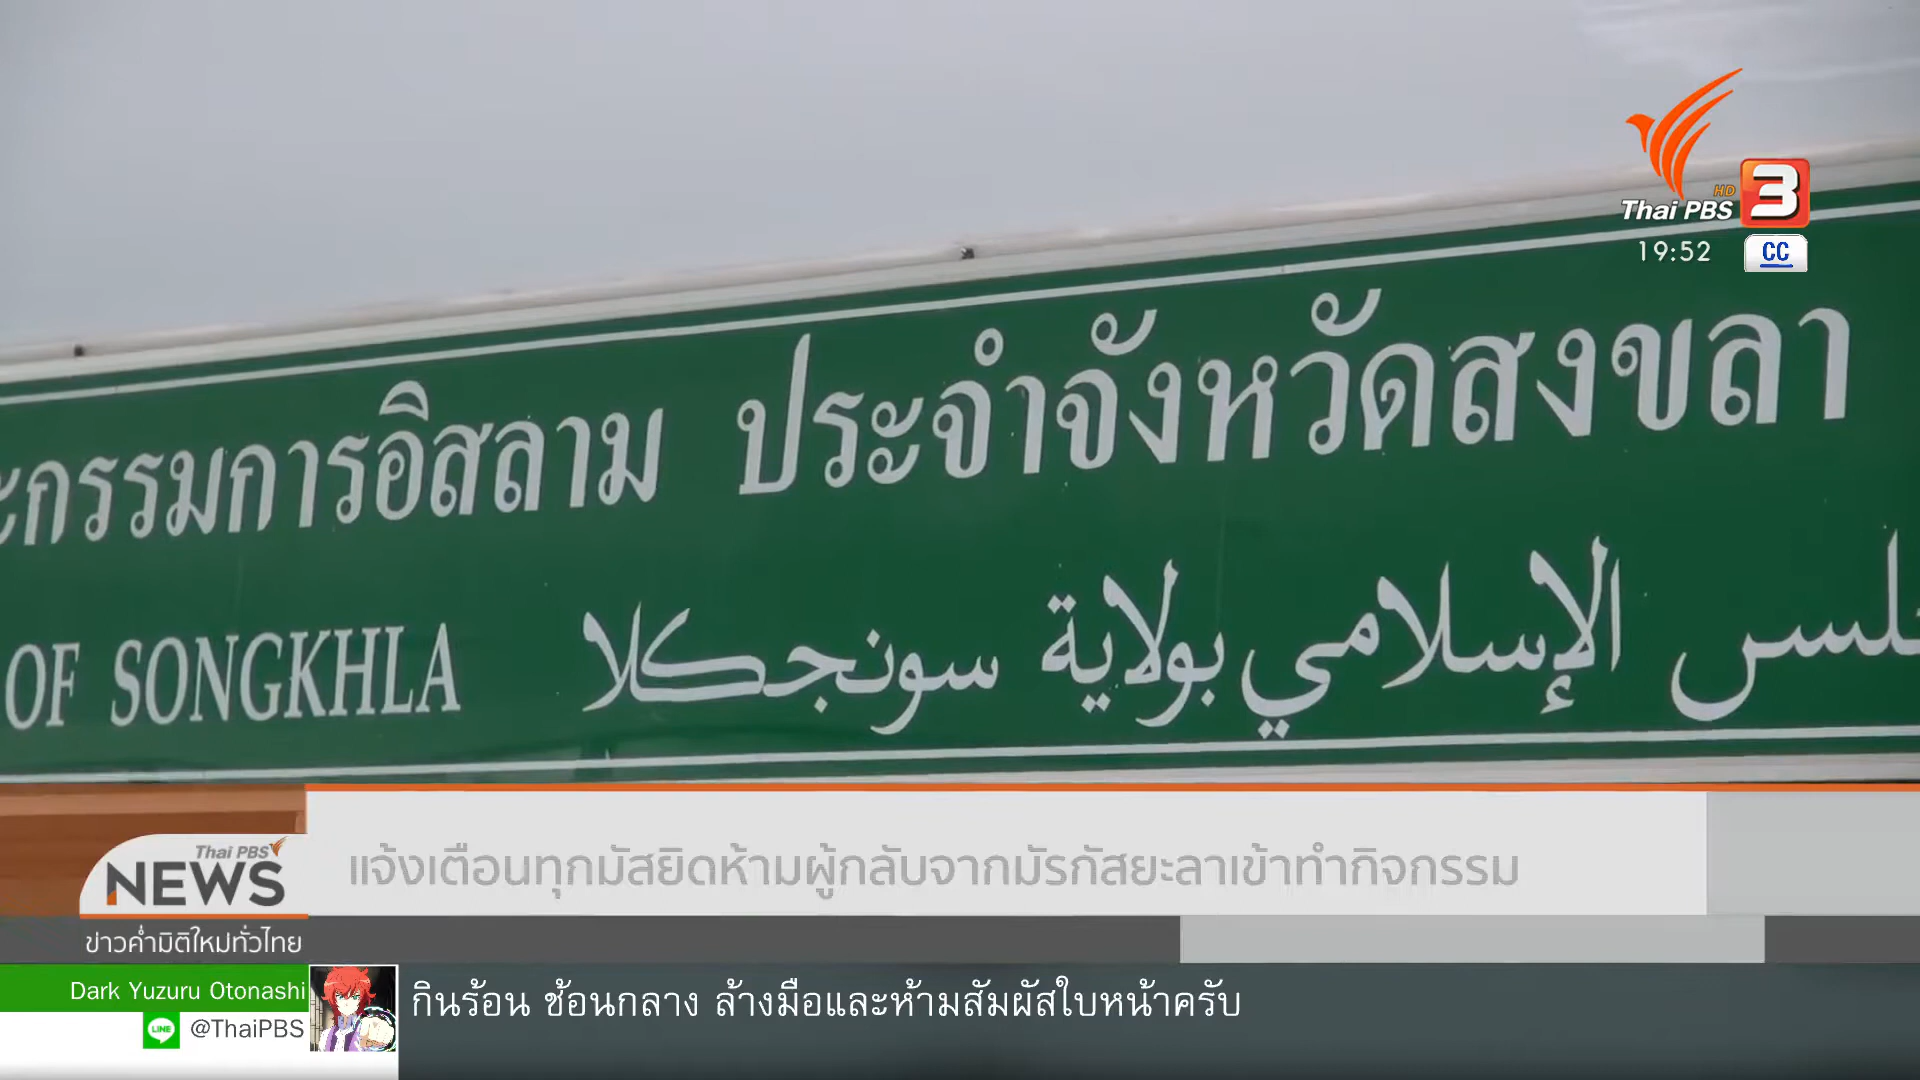 Thai PBS HD 3
19:52 CC
ะกรรมการอิสลาม ประจำจังหวัดสงขลา
OF SONGKHLA جلس الإسلامي بولاية سونجكلا
Thai PBS
NEWS
แจ้งเตือนทุกมัสยิดห้ามผู้กลับจากมัรกัสยะลาเข้าทำกิจกรรม
ข่าวค่ำมิติใหม่ทั่วไทย
Dark Yuzuru Otonashi
LINE @ThaiPBS
กินร้อน ช้อนกลาง ล้างมือและห้ามสัมผัสใบหน้าครับ